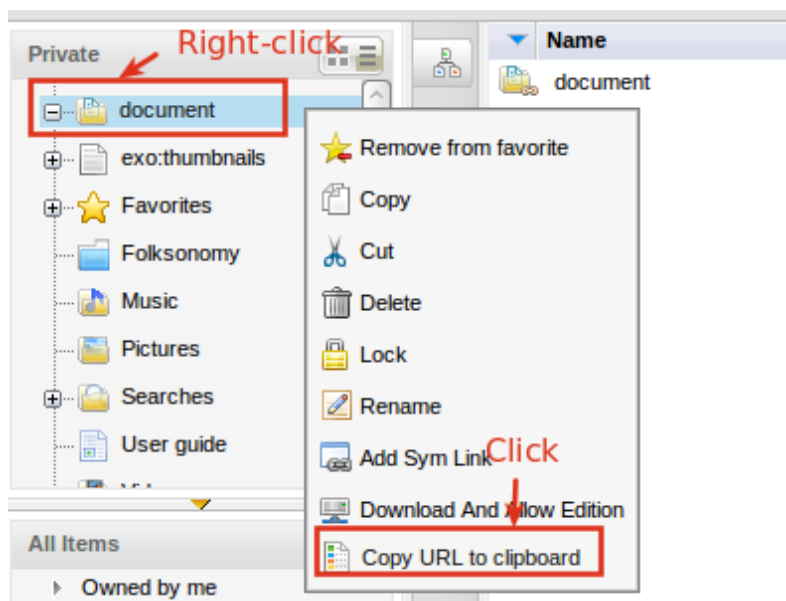 Right-click
Private
Name
document
document
exo:thumbnails
Favorites
Folksonomy
Music
Pictures
Searches
User guide
Remove from favorite
Copy
Cut
Delete
Lock
Rename
Add Sym Link
Click
Download And Allow Edition
Copy URL to clipboard
All Items
Owned by me